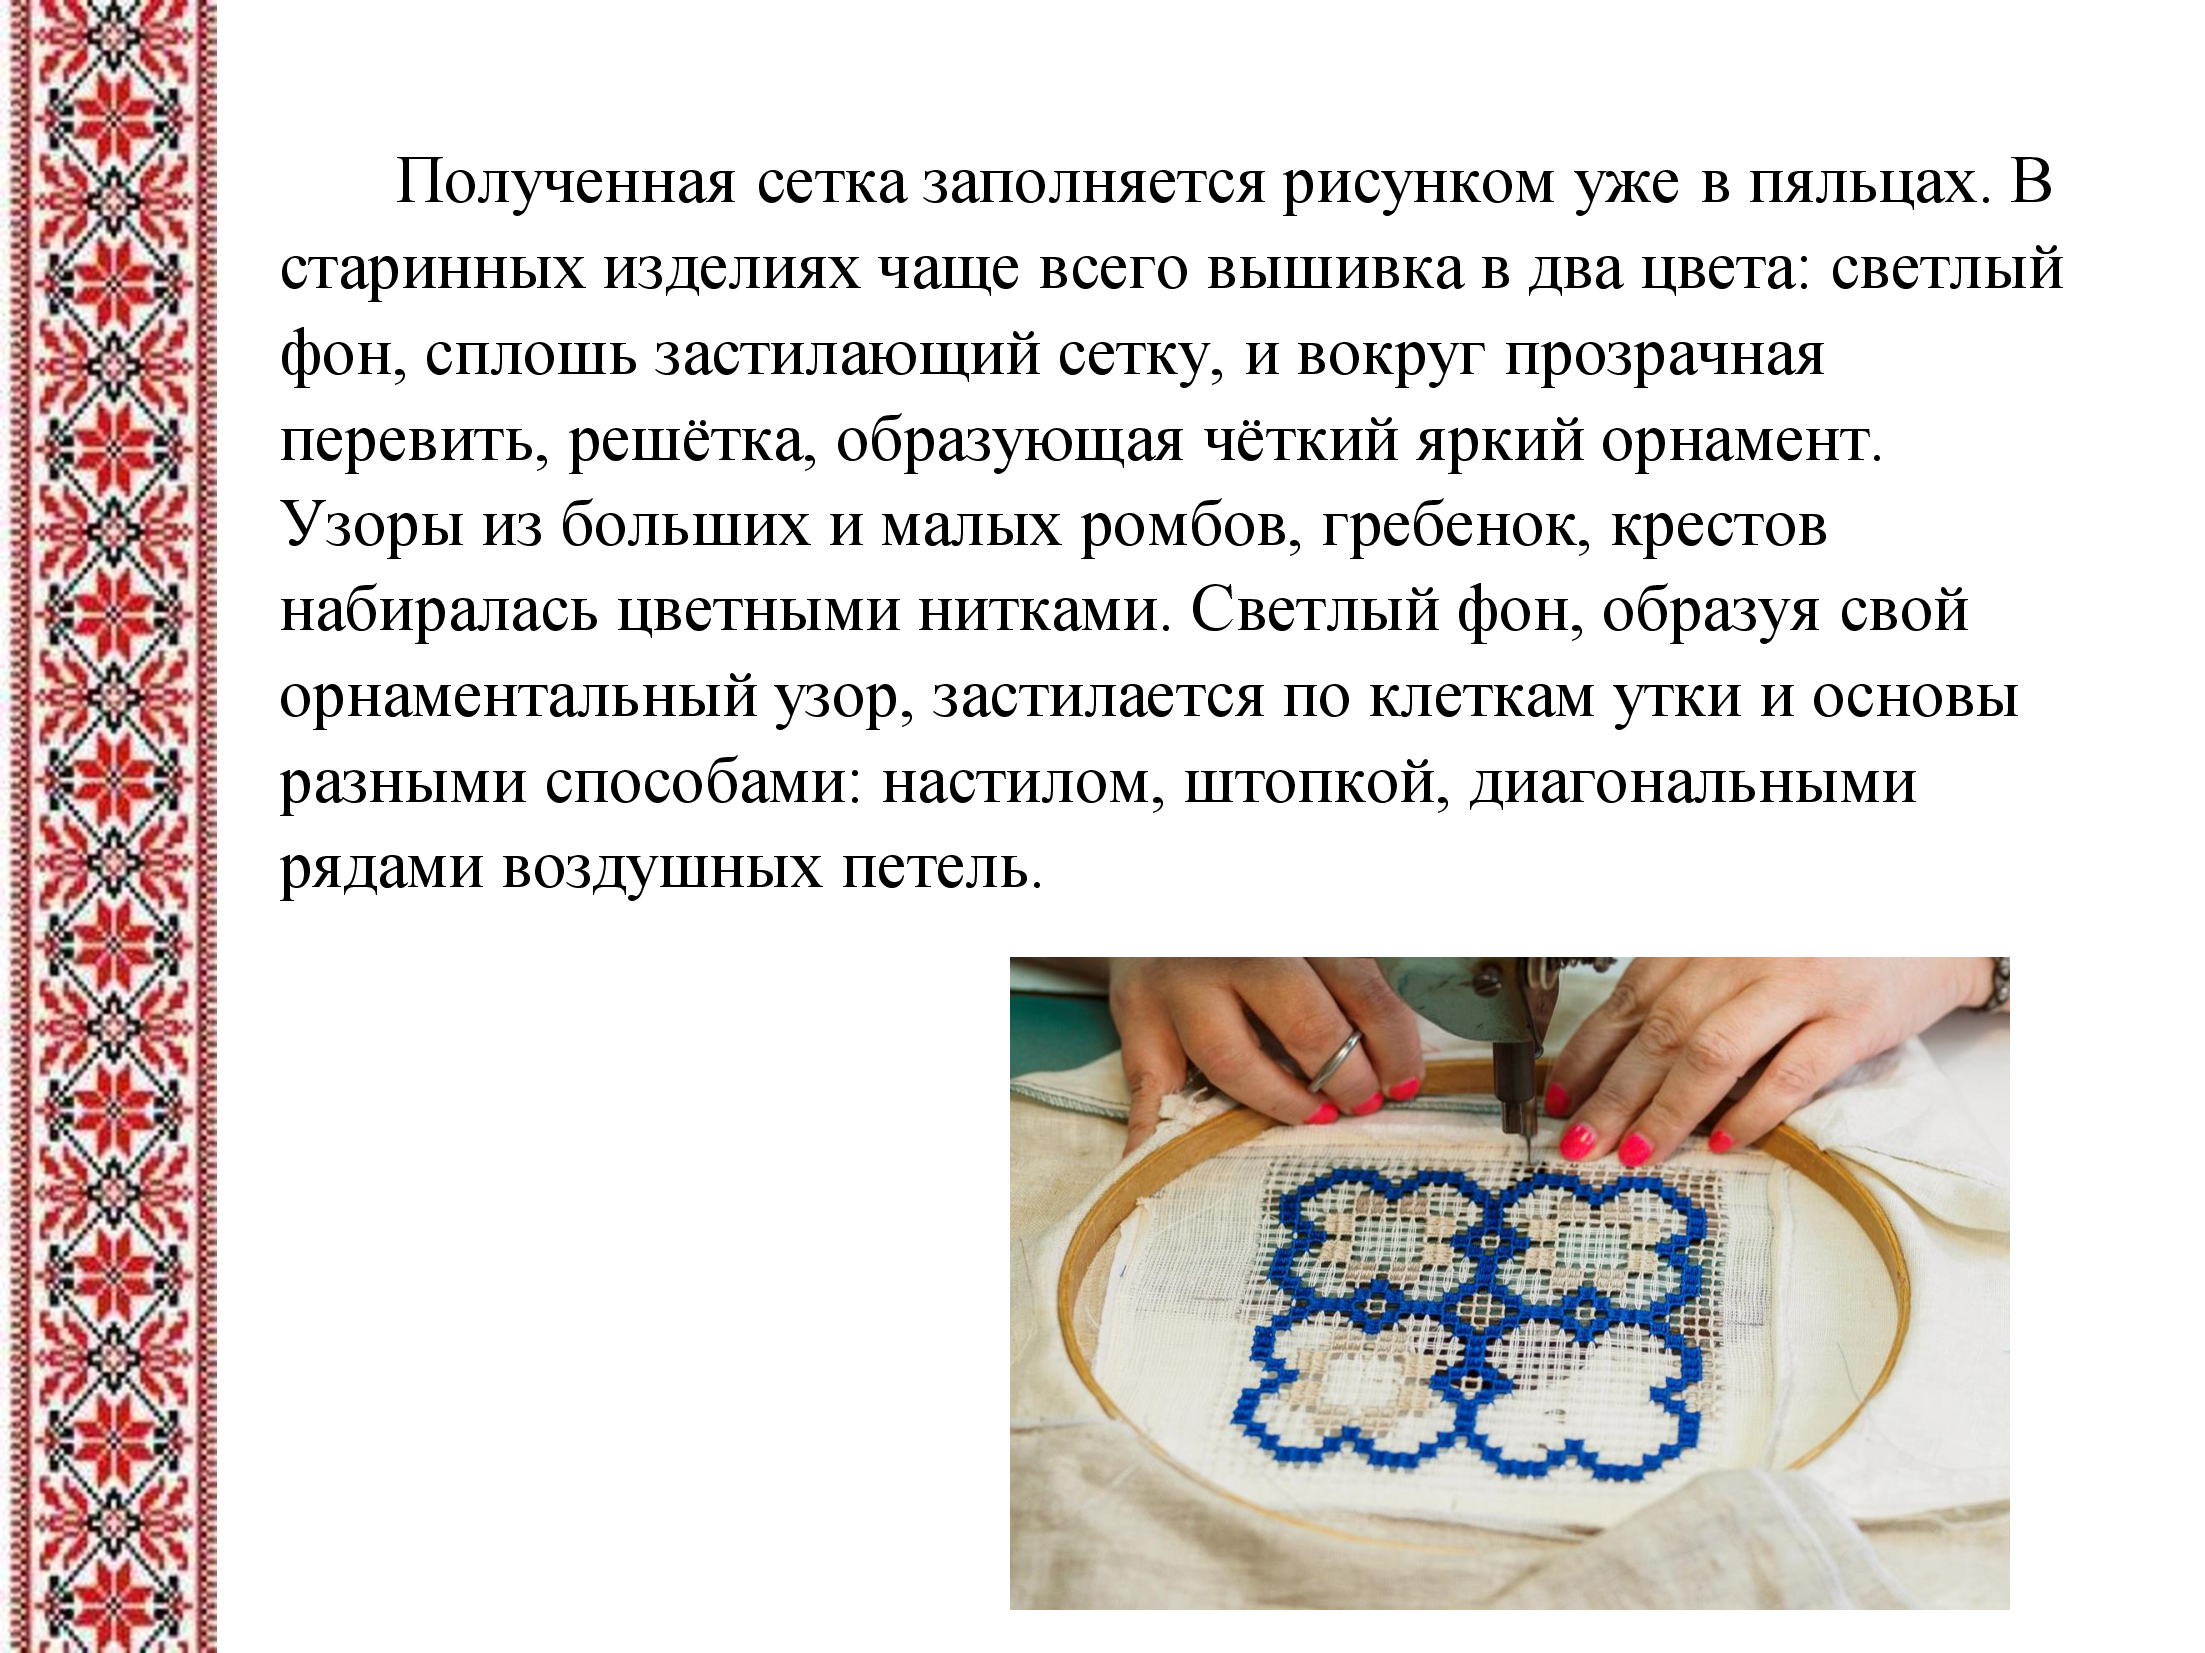 Полученная сетка заполняется рисунком уже в пяльцах. В
старинных изделиях чаще всего вышивка в два цвета: светлый
фон, сплошь застилающий сетку, и вокруг прозрачная
перевить, решётка, образующая чёткий яркий орнамент.
Узоры из больших и малых ромбов, гребенок, крестов
набиралась цветными нитками. Светлый фон, образуя свой
орнаментальный узор, застилается по клеткам утки и основы
разными способами: настилом, штопкой, диагональными
рядами воздушных петель.